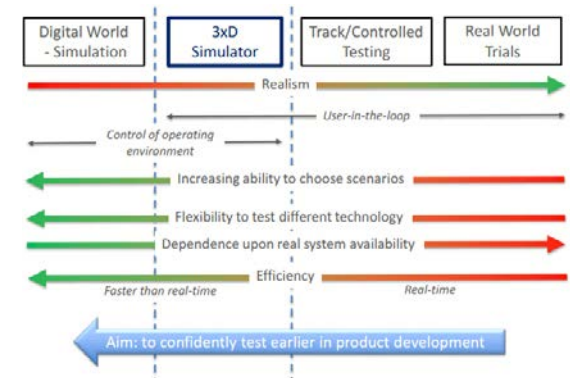 Digital World
- Simulation
3xD
Simulator
Track/Controlled
Testing
Real World
Trials
Realism
User-in-the-loop
Control of operating
environment
Increasing ability to choose scenarios
Flexibility to test different technology
Dependence upon real system availability
Efficiency
Faster than real-time
Real-time
Aim: to confidently test earlier in product development